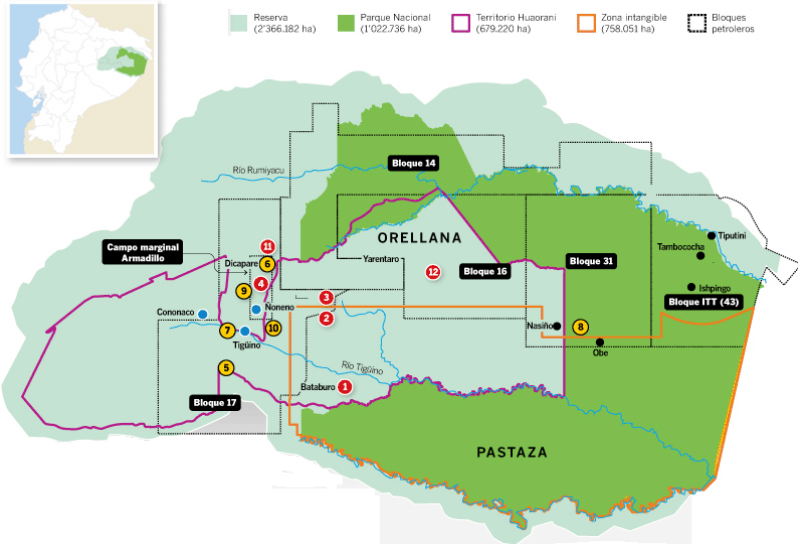 Reserva
(2'366.182 ha)
Parque Nacional
(1'022.736 ha)
Territorio Huaorani
(679.220 ha)
Zona intangible
(758.051 ha)
Bloques
petroleros
Bloque 14
Río Rumiyacu
Campo marginal
Armadillo
11
ORELLANA
Tiputini
Tambococha
Dicapare
6
Yarentaro
12
Bloque 16
Bloque 31
4
9
3
Ishpingo
Bloque ITT (43)
Ñoneno
Cononaco
2
7
10
Nasiño
8
Tigüino
Obe
5
Río Tigüino
Bataburo
1
Bloque 17
PASTAZA